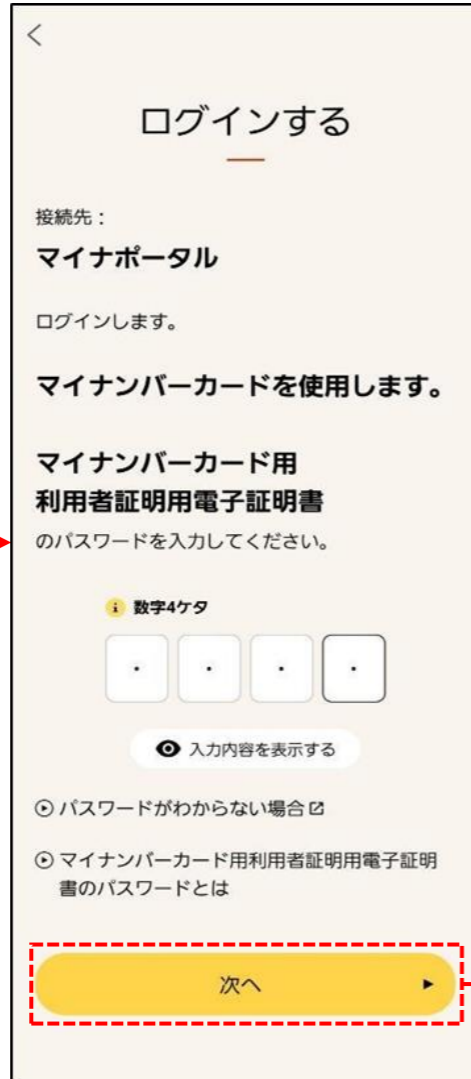 ログインする
接続先：
マイナポータル
ログインします。
マイナンバーカードを使用します。
マイナンバーカード用
利用者証明用電子証明書
のパスワードを入力してください。
i 数字4ケタ
入力内容を表示する
パスワードがわからない場合
マイナンバーカード用利用者証明用電子証明
書のパスワードとは
次へ